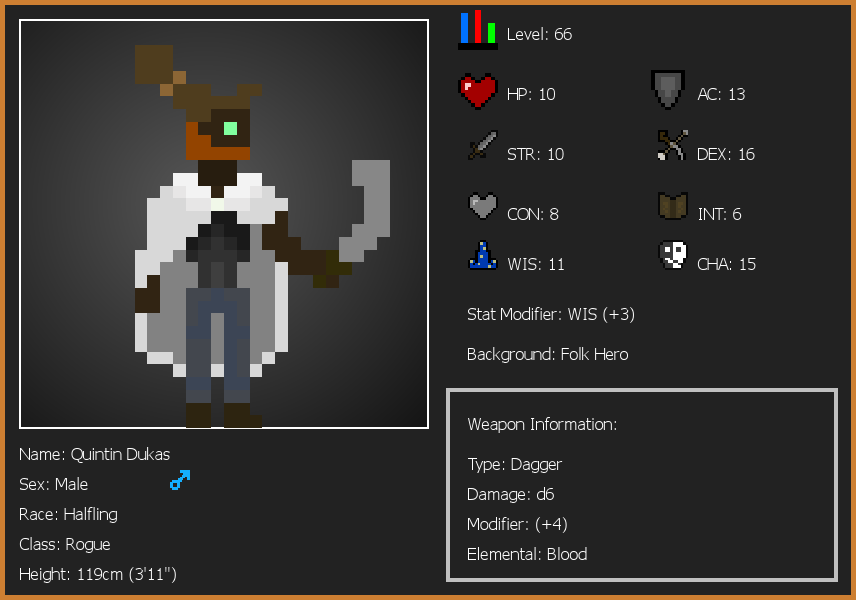 Level: 66
HP: 10
AC: 13
STR: 10
DEX: 16
CON: 8
INT: 6
WIS: 11
CHA: 15
Stat Modifier: WIS (+3)
Background: Folk Hero
Weapon Information:
Type: Dagger
Damage: d6
Modifier: (+4)
Elemental: Blood
Name: Quintin Dukas
Sex: Male
Race: Halfling
Class: Rogue
Height: 119cm (3'11")